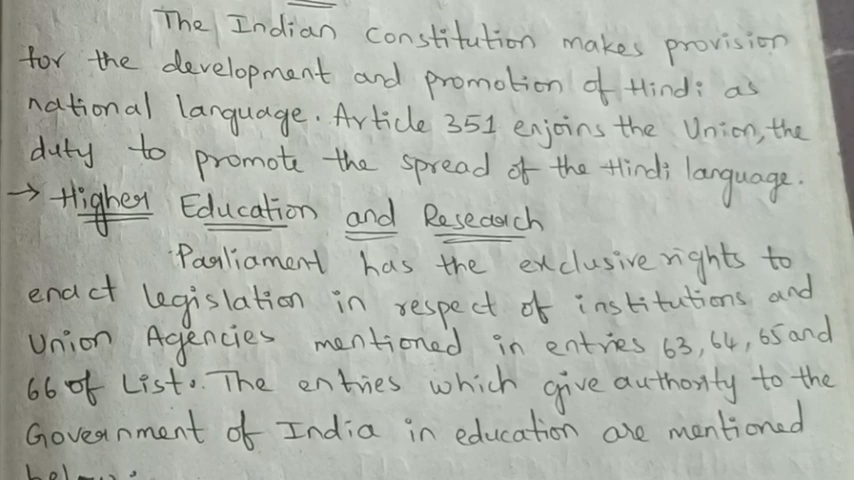 The Indian Constitution makes provision
for the development and promotion of Hindi as
national language. Article 351 enjoins the Union, the
duty to promote the spread of the Hindi language.
→ Higher Education and Research
Parliament has the exclusive rights to
enact legislation in respect of institutions and
Union Agencies mentioned in entries 63, 64, 65 and
66 of List. The entries which give authority to the
Government of India in education are mentioned